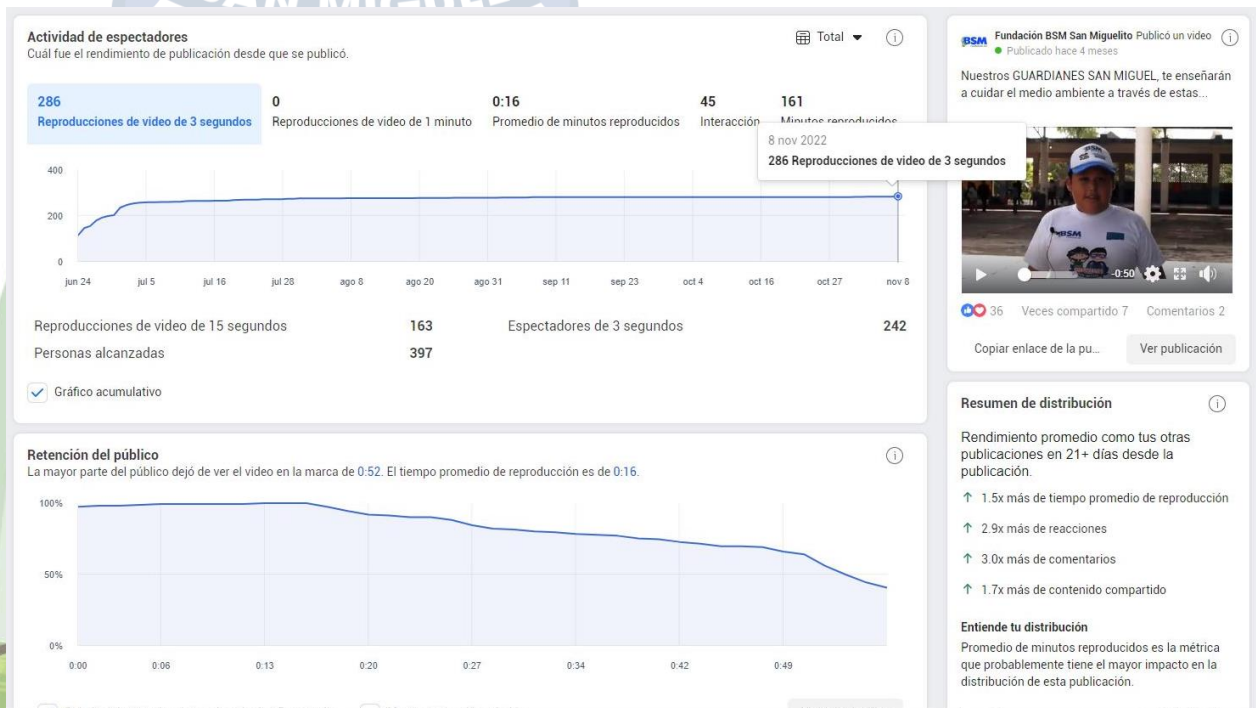 SAN MIGUEL
Actividad de espectadores
Cuál fue el rendimiento de publicación desde que se publicó.
Total
286
Reproducciones de video de 3 segundos
0
Reproducciones de video de 1 minuto
0:16
Promedio de minutos reproducidos
45
Interacción
161
Minutos reproducidos
8 nov 2022
286 Reproducciones de video de 3 segundos
400
200
0
jun 24 jul 5 jul 16 jul 28 ago 8 ago 20 ago 31 sep 11 sep 23 oct 4 oct 16 oct 27 nov 8
Reproducciones de video de 15 segundos 163 Espectadores de 3 segundos 242
Personas alcanzadas 397
Gráfico acumulativo
Retención del público
La mayor parte del público dejó de ver el video en la marca de 0:52. El tiempo promedio de reproducción es de 0:16.
100%
50%
0%
0:00 0:06 0:13 0:20 0:27 0:34 0:42 0:49
BSM Fundación BSM San Miguelito Publicó un video
Publicado hace 4 meses
Nuestros GUARDIANES SAN MIGUEL, te enseñarán
a cuidar el medio ambiente a través de estas...
BSM
-0:50
36 Veces compartido 7 Comentarios 2
Copiar enlace de la pu... Ver publicación
Resumen de distribución
Rendimiento promedio como tus otras
publicaciones en 21+ días desde la
publicación.
1.5x más de tiempo promedio de reproducción
2.9x más de reacciones
3.0x más de comentarios
1.7x más de contenido compartido
Entiende tu distribución
Promedio de minutos reproducidos es la métrica
que probablemente tiene el mayor impacto en la
distribución de esta publicación.